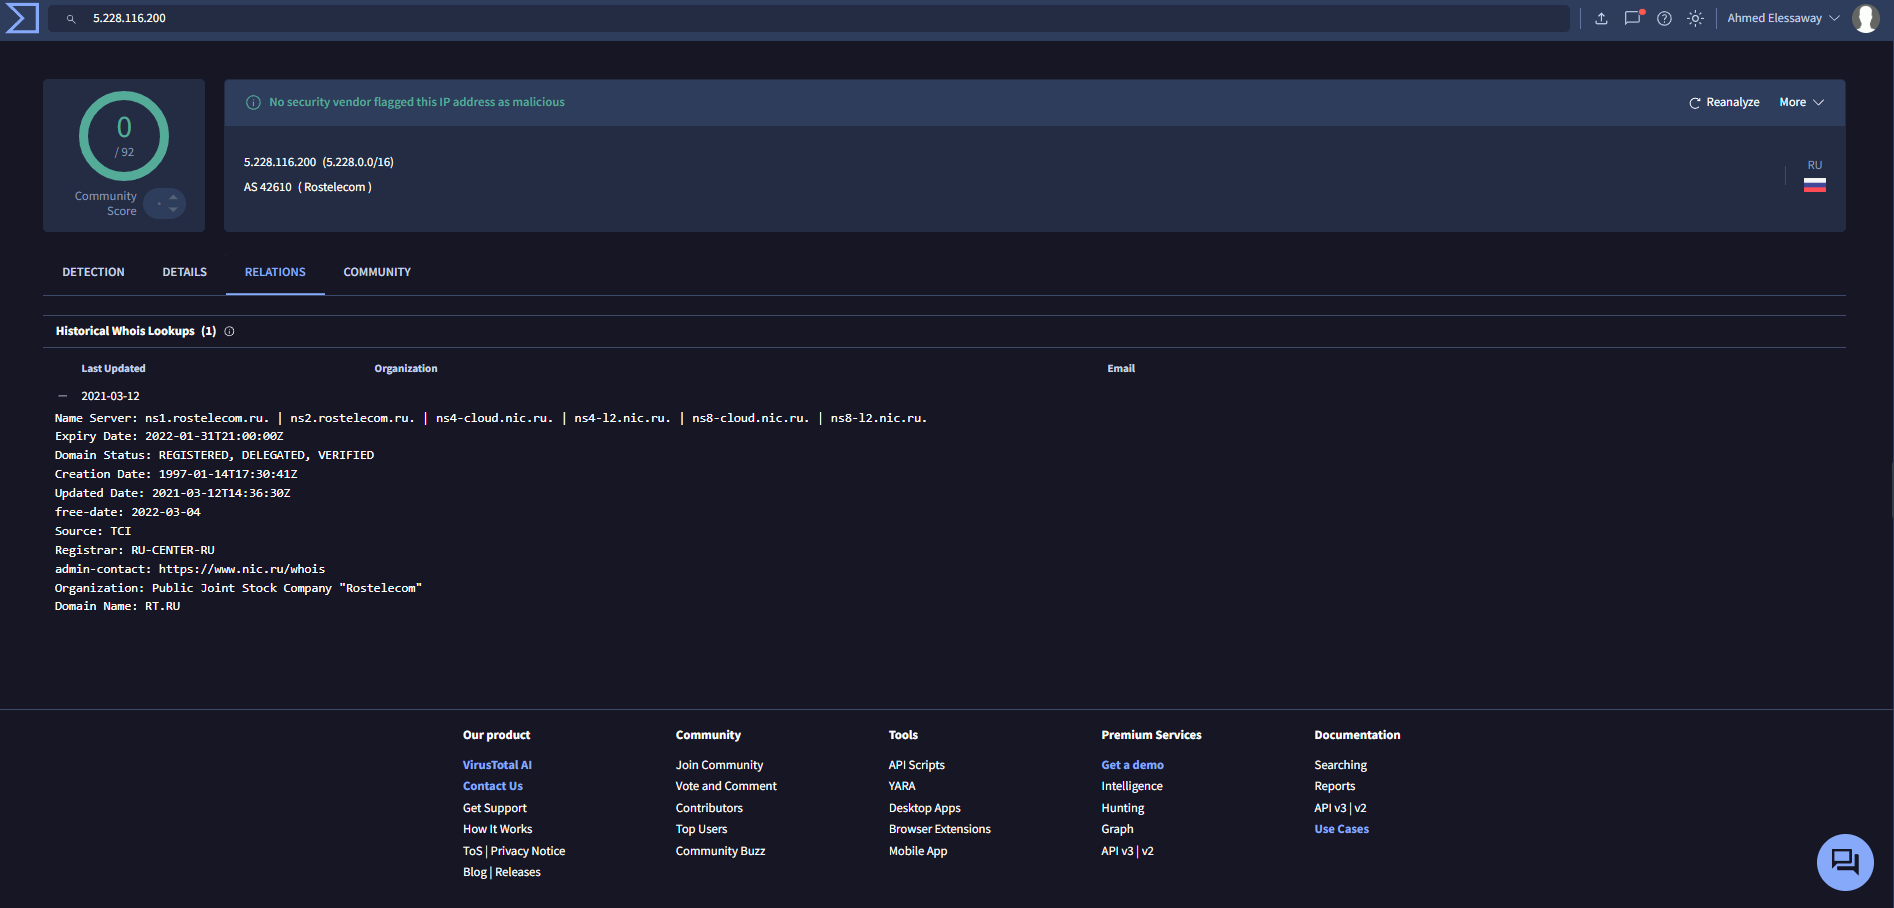 5.228.116.200
Ahmed Elessaway
0
/ 92
Community
Score
No security vendor flagged this IP address as malicious
Reanalyze
More
5.228.116.200 (5.228.0.0/16)
AS 42610 ( Rostelecom )
RU
DETECTION
DETAILS
RELATIONS
COMMUNITY
Historical Whois Lookups (1)
Last Updated
Organization
Email
2021-03-12
Name Server: ns1.rostelecom.ru. | ns2.rostelecom.ru. | ns4-cloud.nic.ru. | ns4-l2.nic.ru. | ns8-cloud.nic.ru. | ns8-l2.nic.ru.
Expiry Date: 2022-01-31T21:00:00Z
Domain Status: REGISTERED, DELEGATED, VERIFIED
Creation Date: 1997-01-14T17:30:41Z
Updated Date: 2021-03-12T14:36:30Z
free-date: 2022-03-04
Source: TCI
Registrar: RU-CENTER-RU
admin-contact: https://www.nic.ru/whois
Organization: Public Joint Stock Company "Rostelecom"
Domain Name: RT.RU
Our product
VirusTotal AI
Contact Us
Get Support
How It Works
ToS | Privacy Notice
Blog | Releases
Community
Join Community
Vote and Comment
Contributors
Top Users
Community Buzz
Tools
API Scripts
YARA
Desktop Apps
Browser Extensions
Mobile App
Premium Services
Get a demo
Intelligence
Hunting
Graph
API v3 | v2
Documentation
Searching
Reports
API v3 | v2
Use Cases